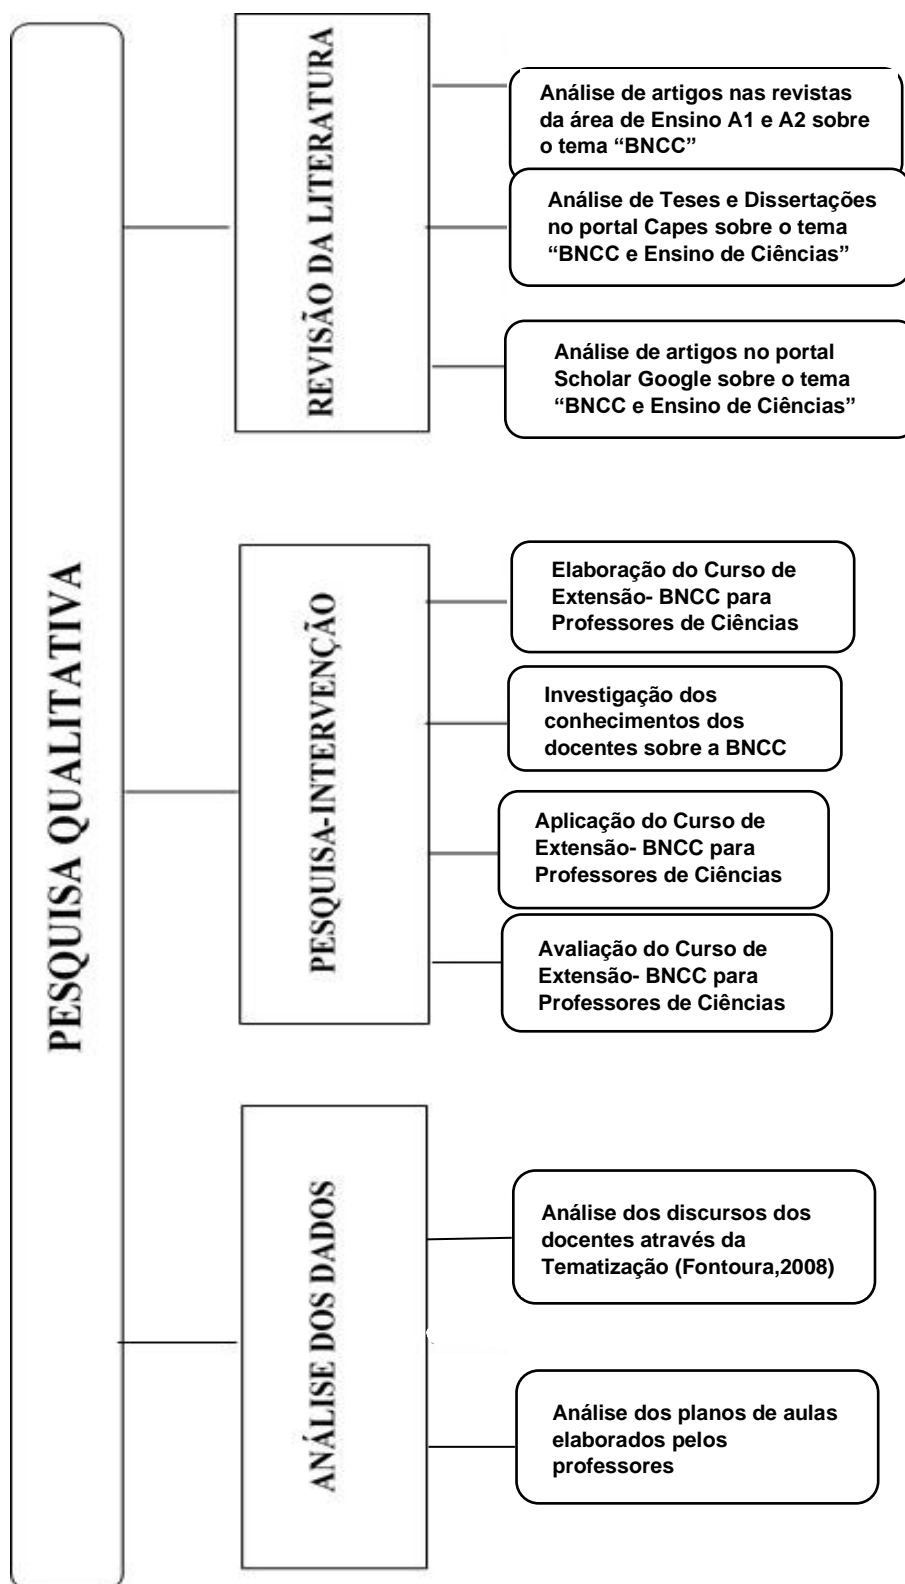 PESQUISA QUALITATIVA
REVISÃO DA LITERATURA
Análise de artigos nas revistas
da área de Ensino A1 e A2 sobre
o tema “BNCC”
Análise de Teses e Dissertações
no portal Capes sobre o tema
“BNCC e Ensino de Ciências”
Análise de artigos no portal
Scholar Google sobre o tema
“BNCC e Ensino de Ciências”
PESQUISA-INTERVENÇÃO
Elaboração do Curso de
Extensão- BNCC para
Professores de Ciências
Investigação dos
conhecimentos dos
docentes sobre a BNCC
Aplicação do Curso de
Extensão- BNCC para
Professores de Ciências
Avaliação do Curso de
Extensão- BNCC para
Professores de Ciências
ANÁLISE DOS DADOS
Análise dos discursos dos
docentes através da
Tematização (Fontoura,2008)
Análise dos planos de aulas
elaborados pelos
professores